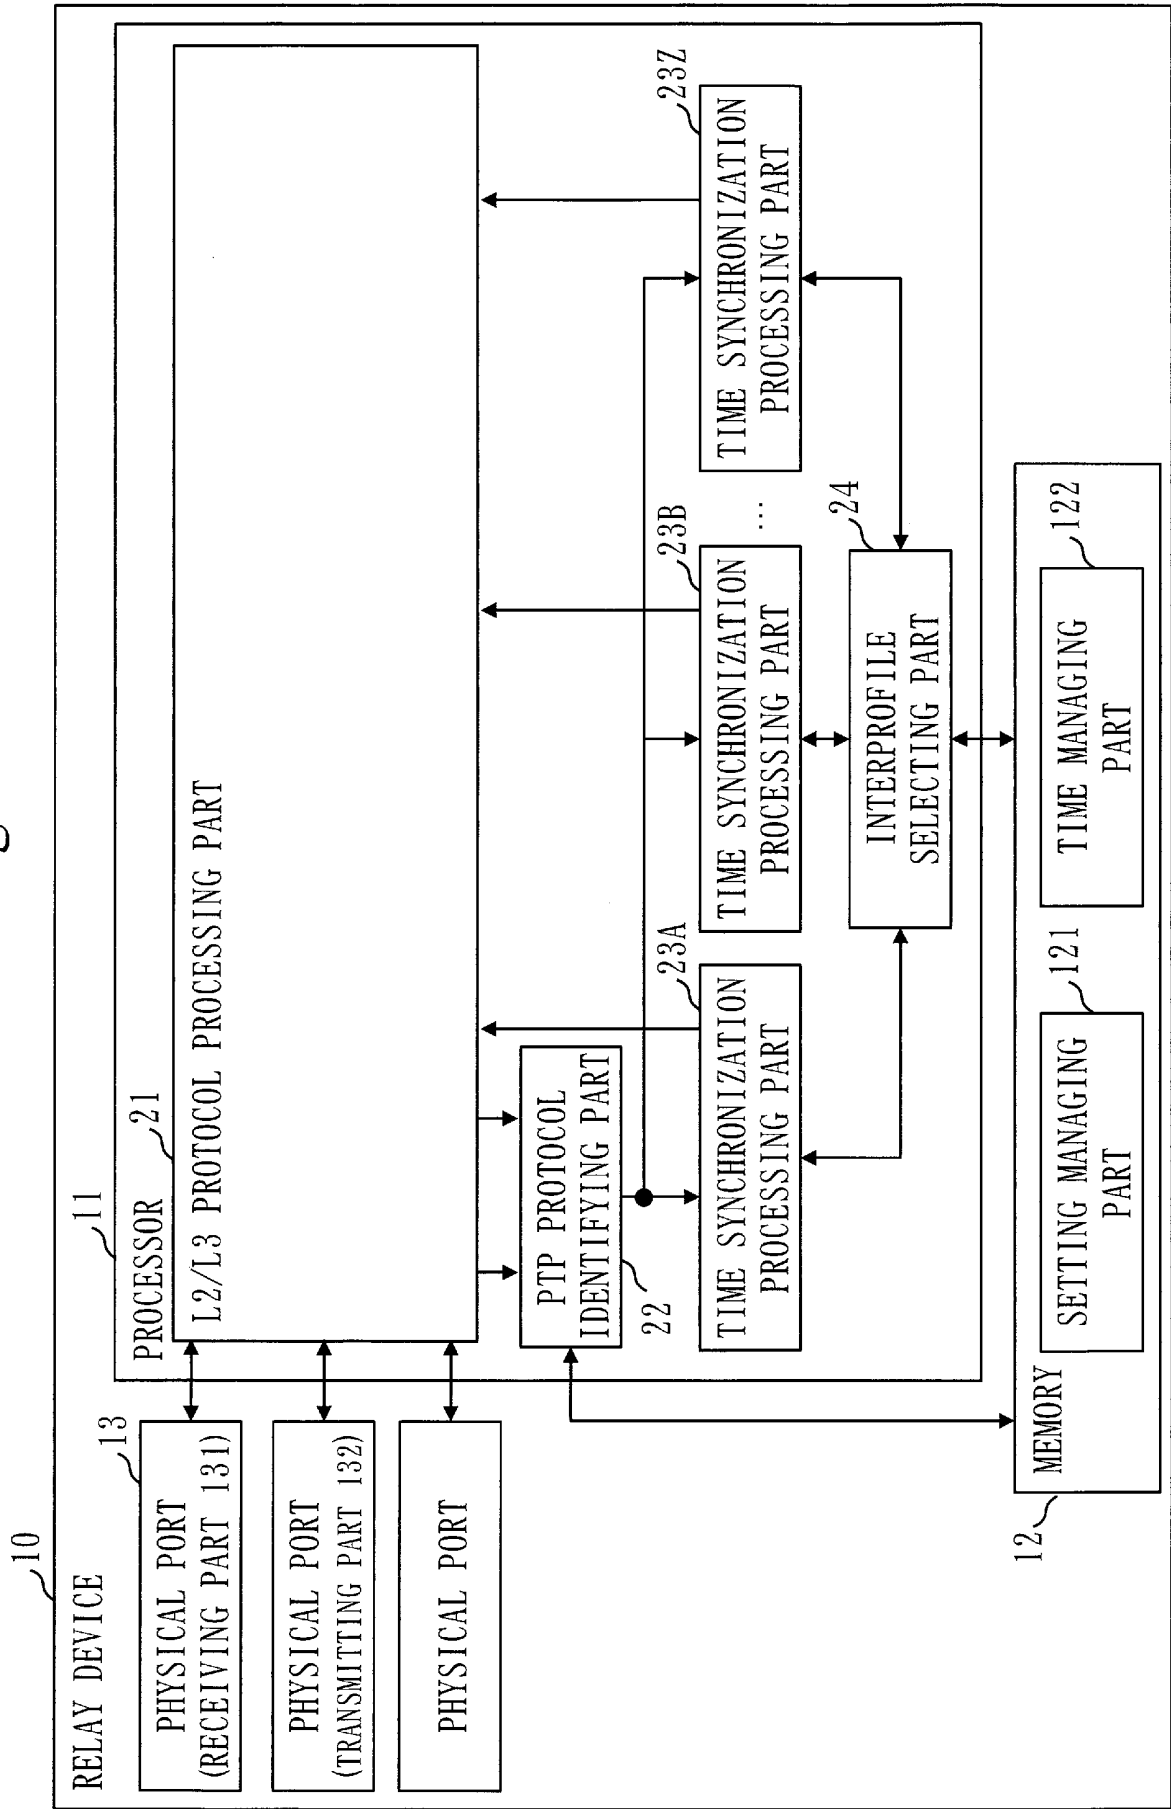 10
RELAY DEVICE
13
PHYSICAL PORT
(RECEIVING PART 131)
PHYSICAL PORT
(TRANSMITTING PART 132)
PHYSICAL PORT
11
PROCESSOR
21
L2/L3 PROTOCOL PROCESSING PART
PTP PROTOCOL
IDENTIFYING PART
22
23A
TIME SYNCHRONIZATION
PROCESSING PART
23B
TIME SYNCHRONIZATION
PROCESSING PART
...
23Z
TIME SYNCHRONIZATION
PROCESSING PART
24
INTERPROFILE
SELECTING PART
12
MEMORY
121
SETTING MANAGING
PART
122
TIME MANAGING
PART